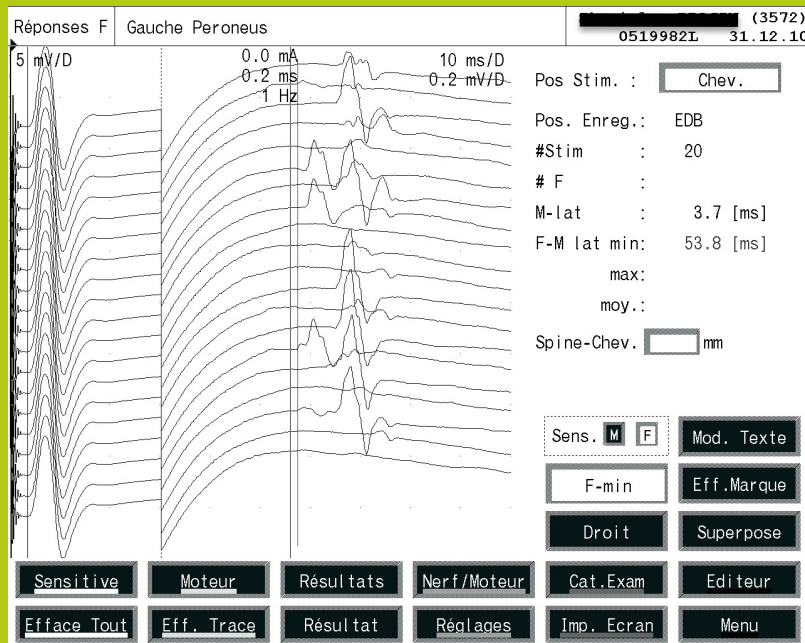 Réponses F Gauche Peroneus
(3572)
0519982L 31.12.10
5 mV/D 0.0 mA 10 ms/D
0.2 ms 0.2 mV/D
1 Hz
Pos Stim. : Chev.
Pos. Enreg.: EDB
#Stim : 20
# F :
M-lat : 3.7 [ms]
F-M lat min: 53.8 [ms]
max:
moy.:
Spine-Chev. mm
Sens. M F Mod. Texte
F-min Eff.Marque
Droit Superpose
Sensitive Moteur Résultats Nerf/Moteur Cat.Exam Editeur
Efface Tout Eff. Trace Résultat Réglages Imp. Ecran Menu